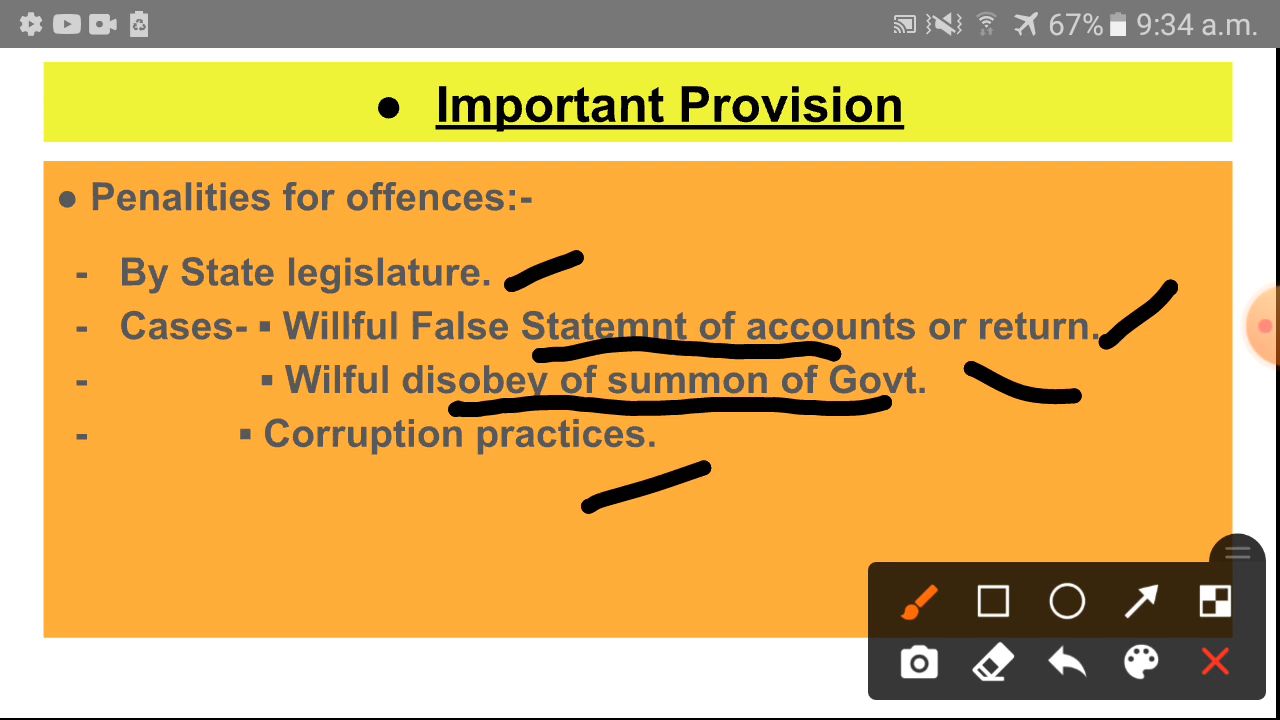 67% 9:34 a.m.
● Important Provision
● Penalities for offences:-
- By State legislature.
- Cases- ▪ Willful False Statemnt of accounts or return.
- ▪ Wilful disobey of summon of Govt.
- ▪ Corruption practices.